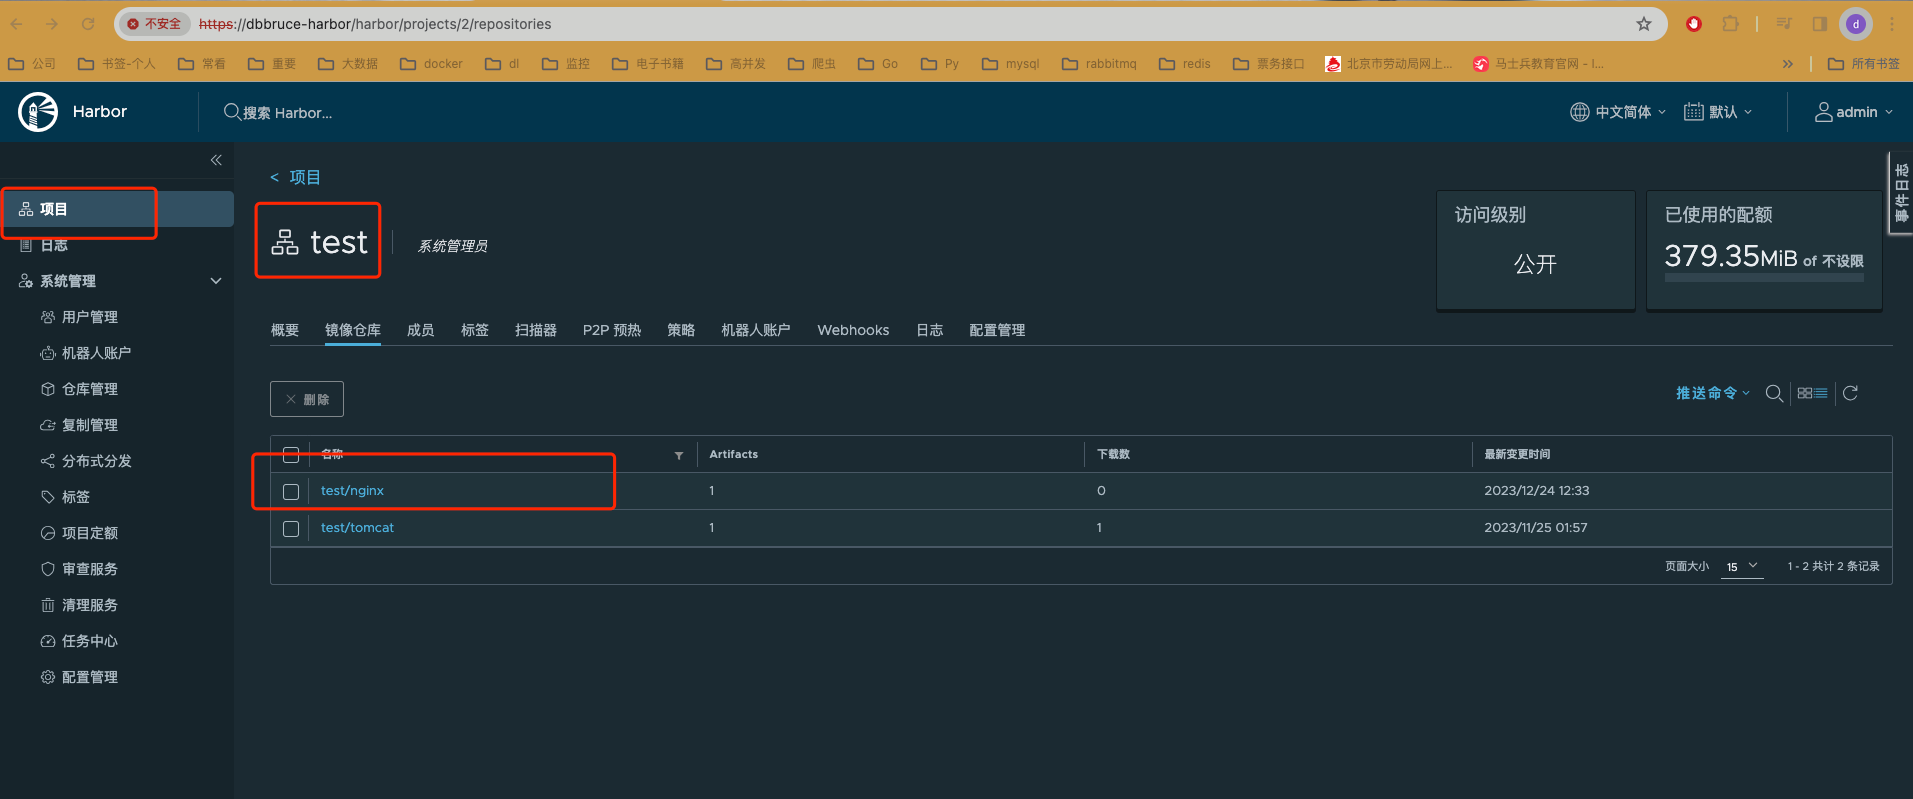 不安全 https://dbbruce-harbor/harbor/projects/2/repositories d
公司 书签-个人 常看 重要 大数据 docker dl 监控 电子书籍 高并发 爬虫 Go Py mysql rabbitmq redis 票务接口 北京市劳动局网上... 马士兵教育官网 - I... » 所有书签
Harbor 搜索 Harbor... 中文简体 默认 admin
事件日志
< 项目
项目
日志
系统管理
用户管理
机器人账户
仓库管理
复制管理
分布式分发
标签
项目定额
审查服务
清理服务
任务中心
配置管理
test 系统管理员
访问级别
公开
已使用的配额
379.35MiB of 不设限
概要 镜像仓库 成员 标签 扫描器 P2P 预热 策略 机器人账户 Webhooks 日志 配置管理
删除 推送命令
名称 Artifacts 下载数 最新变更时间
test/nginx 1 0 2023/12/24 12:33
test/tomcat 1 1 2023/11/25 01:57
页面大小 15 1 - 2 共计 2 条记录